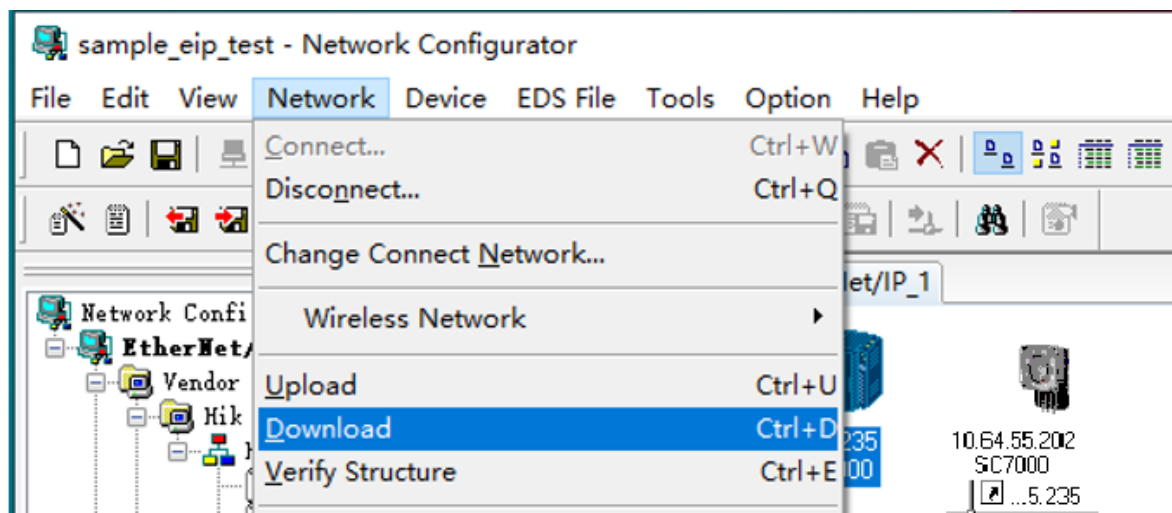 sample_eip_test - Network Configurator
File Edit View Network Device EDS File Tools Option Help
Connect... Ctrl+W
Disconnect... Ctrl+Q
Change Connect Network...
let/IP_1
Network Confi
Wireless Network
EtherNet/
Vendor
Upload Ctrl+U
Hik
Download Ctrl+D
235
10.64.55.202
Verify Structure Ctrl+E
00
SC7000
...5.235